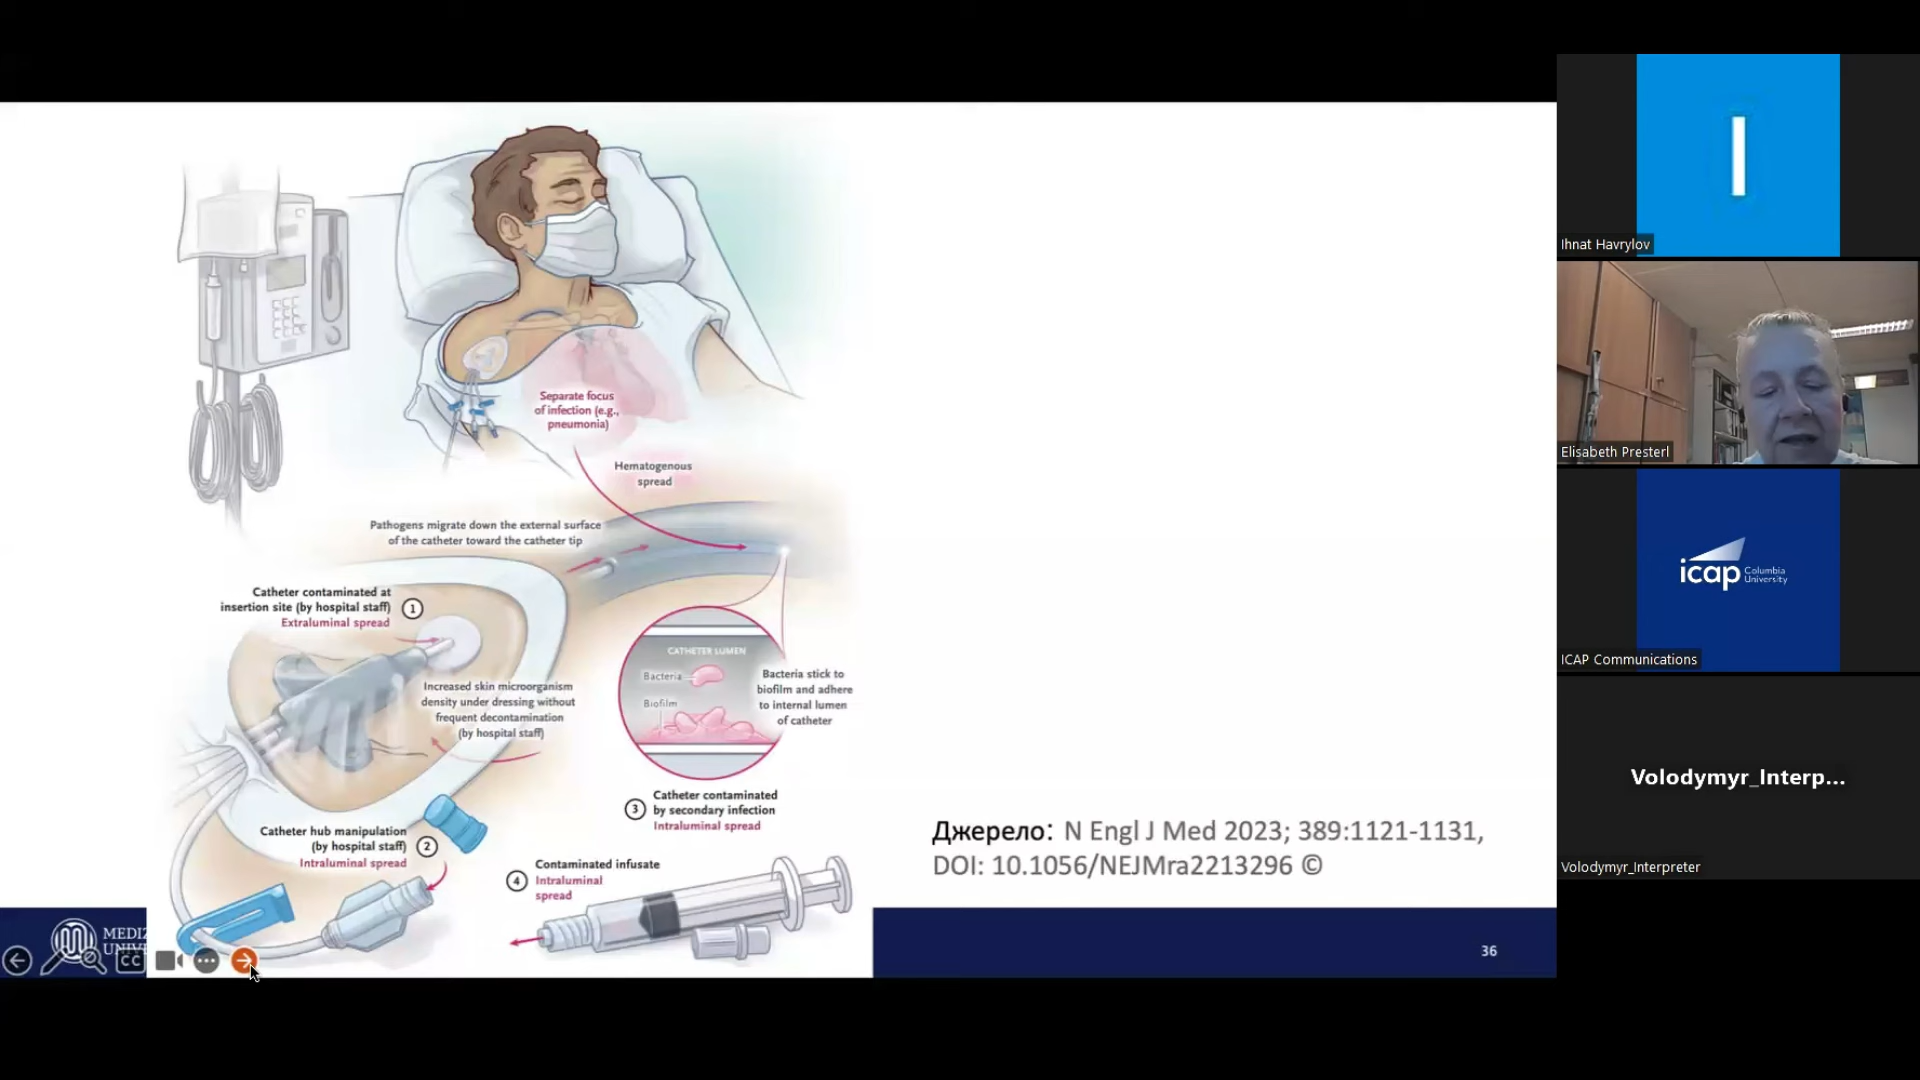 Separate focus
of infection (e.g.,
pneumonia)
Hematogenous
spread
Pathogens migrate down the external surface
of the catheter toward the catheter tip
Catheter contaminated at
insertion site (by hospital staff)
1
Extraluminal spread
Increased skin microorganism
density under dressing without
frequent decontamination
(by hospital staff)
CATHETER LUMEN
Bacteria
Biofilm
Bacteria stick to
biofilm and adhere
to internal lumen
of catheter
3
Catheter contaminated
by secondary infection
Intraluminal spread
Catheter hub manipulation
(by hospital staff)
2
Intraluminal spread
4
Contaminated infusate
Intraluminal
spread
Джерело: N Engl J Med 2023; 389:1121-1131,
DOI: 10.1056/NEJMra2213296 ©
MEDIZ
UNIV
CC
36
I
Ihnat Havrylov
Elisabeth Presterl
icap Columbia
University
ICAP Communications
Volodymyr_Interp...
Volodymyr_Interpreter